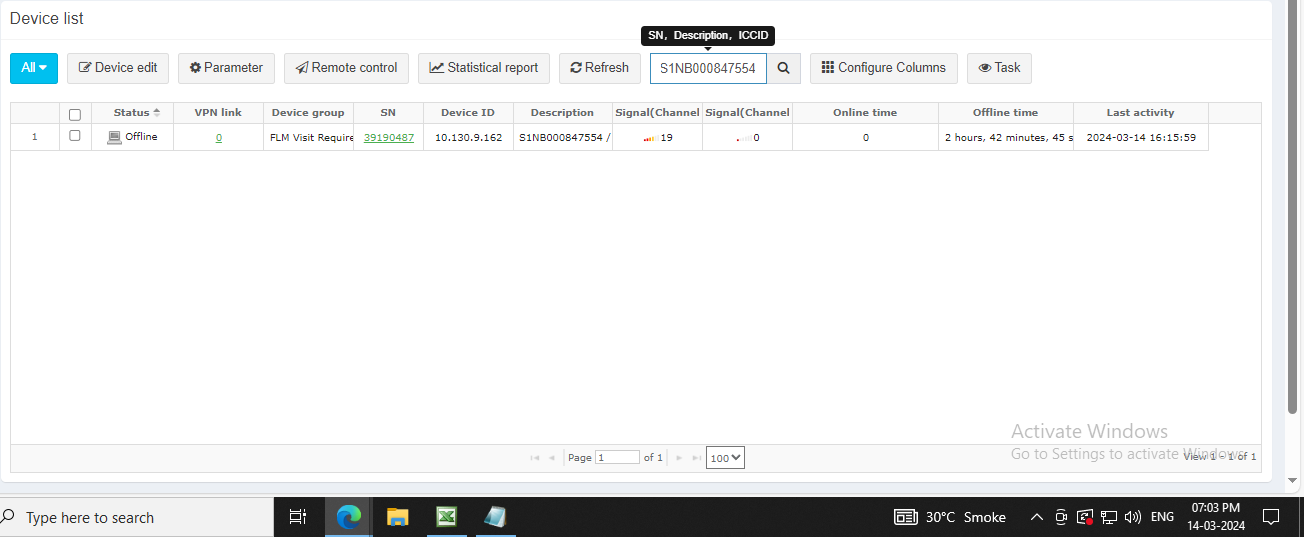 Device list
SN, Description, ICCID
All Device edit Parameter Remote control Statistical report Refresh S1NB000847554 Configure Columns Task
Status VPN link Device group SN Device ID Description Signal(Channel Signal(Channel Online time Offline time Last activity
1 Offline 0 FLM Visit Require 39190487 10.130.9.162 S1NB000847554 / 19 0 0 2 hours, 42 minutes, 45 s 2024-03-14 16:15:59
Activate Windows
Go to Settings to activate Windows.
Page 1 of 1 100 View 1 - 1 of 1
Type here to search 30°C Smoke ENG 07:03 PM
14-03-2024